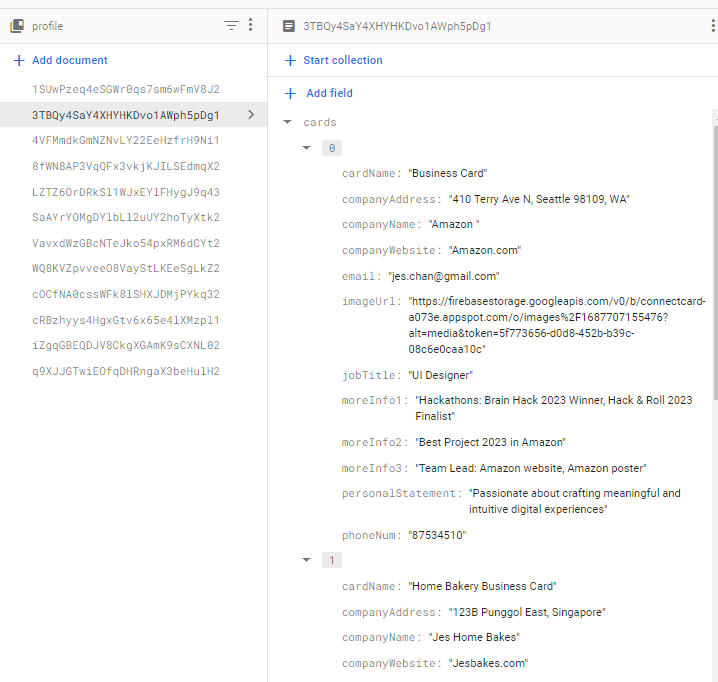 profile
Add document
1SUwPzeq4eSGWr0qs7sm6wFmV8J2
3TBQy4SaY4XHYHKDvo1AWph5pDg1
4VFMmdkGmNZNvLY22EeHzfrH9Ni1
8fWN8AP3VqQFx3vkjKJILSEdmqX2
LZTZ6OrDRkSl1WJxEYlFHygJ9q43
SaAYrYOMgDYlbLl2uUY2hoTyXtk2
VavxdWzGBcNTeJko54pxRM6dCYt2
WQ8KVZpvveeO8VayStLKEeSgLkZ2
cOCfNA0cssWFk8lSHXJDMjPYkq32
cRBzhyys4HgxGtv6x65e4lXMzpl1
iZgqGBEQDJV8CkgXGAmK9sCXNL02
q9XJJGTwiEOfqDHRngaX3beHulH2
3TBQy4SaY4XHYHKDvo1AWph5pDg1
Start collection
Add field
cards
0
cardName: "Business Card"
companyAddress: "410 Terry Ave N, Seattle 98109, WA"
companyName: "Amazon "
companyWebsite: "Amazon.com"
email: "jes.chan@gmail.com"
imageUrl: "https://firebasestorage.googleapis.com/v0/b/connectcard-
a073e.appspot.com/o/images%2F1687707155476?
alt=media&token=5f773656-d0d8-452b-b39c-
08c6e0caa10c"
jobTitle: "UI Designer"
moreInfo1: "Hackathons: Brain Hack 2023 Winner, Hack & Roll 2023
Finalist"
moreInfo2: "Best Project 2023 in Amazon"
moreInfo3: "Team Lead: Amazon website, Amazon poster"
personalStatement: "Passionate about crafting meaningful and
intuitive digital experiences"
phoneNum: "87534510"
1
cardName: "Home Bakery Business Card"
companyAddress: "123B Punggol East, Singapore"
companyName: "Jes Home Bakes"
companyWebsite: "Jesbakes.com"